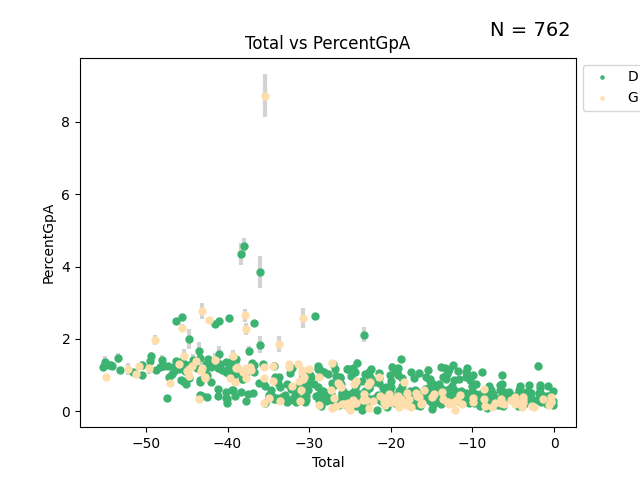 N = 762
Total vs PercentGpA
D
G
PercentGpA
8
6
4
2
0
−50 −40 −30 −20 −10 0
Total